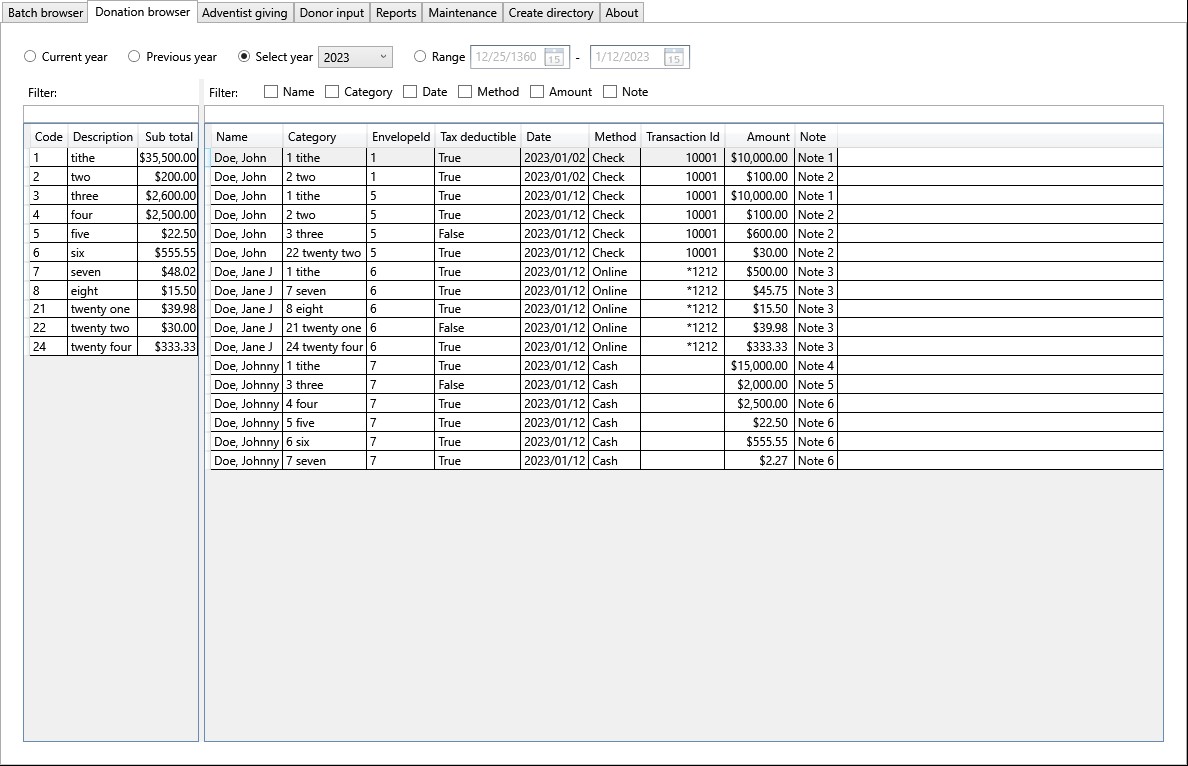 Batch browser Donation browser Adventist giving Donor input Reports Maintenance Create directory About
Current year Previous year Select year 2023 Range 12/25/1360 15 - 1/12/2023 15
Filter: Filter: Name Category Date Method Amount Note
Code Description Sub total Name Category EnvelopeId Tax deductible Date Method Transaction Id Amount Note
1 tithe $35,500.00 Doe, John 1 tithe 1 True 2023/01/02 Check 10001 $10,000.00 Note 1
2 two $200.00 Doe, John 2 two 1 True 2023/01/02 Check 10001 $100.00 Note 2
3 three $2,600.00 Doe, John 1 tithe 5 True 2023/01/12 Check 10001 $10,000.00 Note 1
4 four $2,500.00 Doe, John 2 two 5 True 2023/01/12 Check 10001 $100.00 Note 2
5 five $22.50 Doe, John 3 three 5 False 2023/01/12 Check 10001 $600.00 Note 2
6 six $555.55 Doe, John 22 twenty two 5 True 2023/01/12 Check 10001 $30.00 Note 2
7 seven $48.02 Doe, Jane J 1 tithe 6 True 2023/01/12 Online *1212 $500.00 Note 3
8 eight $15.50 Doe, Jane J 7 seven 6 True 2023/01/12 Online *1212 $45.75 Note 3
21 twenty one $39.98 Doe, Jane J 8 eight 6 True 2023/01/12 Online *1212 $15.50 Note 3
22 twenty two $30.00 Doe, Jane J 21 twenty one 6 False 2023/01/12 Online *1212 $39.98 Note 3
24 twenty four $333.33 Doe, Jane J 24 twenty four 6 True 2023/01/12 Online *1212 $333.33 Note 3
Doe, Johnny 1 tithe 7 True 2023/01/12 Cash $15,000.00 Note 4
Doe, Johnny 3 three 7 False 2023/01/12 Cash $2,000.00 Note 5
Doe, Johnny 4 four 7 True 2023/01/12 Cash $2,500.00 Note 6
Doe, Johnny 5 five 7 True 2023/01/12 Cash $22.50 Note 6
Doe, Johnny 6 six 7 True 2023/01/12 Cash $555.55 Note 6
Doe, Johnny 7 seven 7 True 2023/01/12 Cash $2.27 Note 6